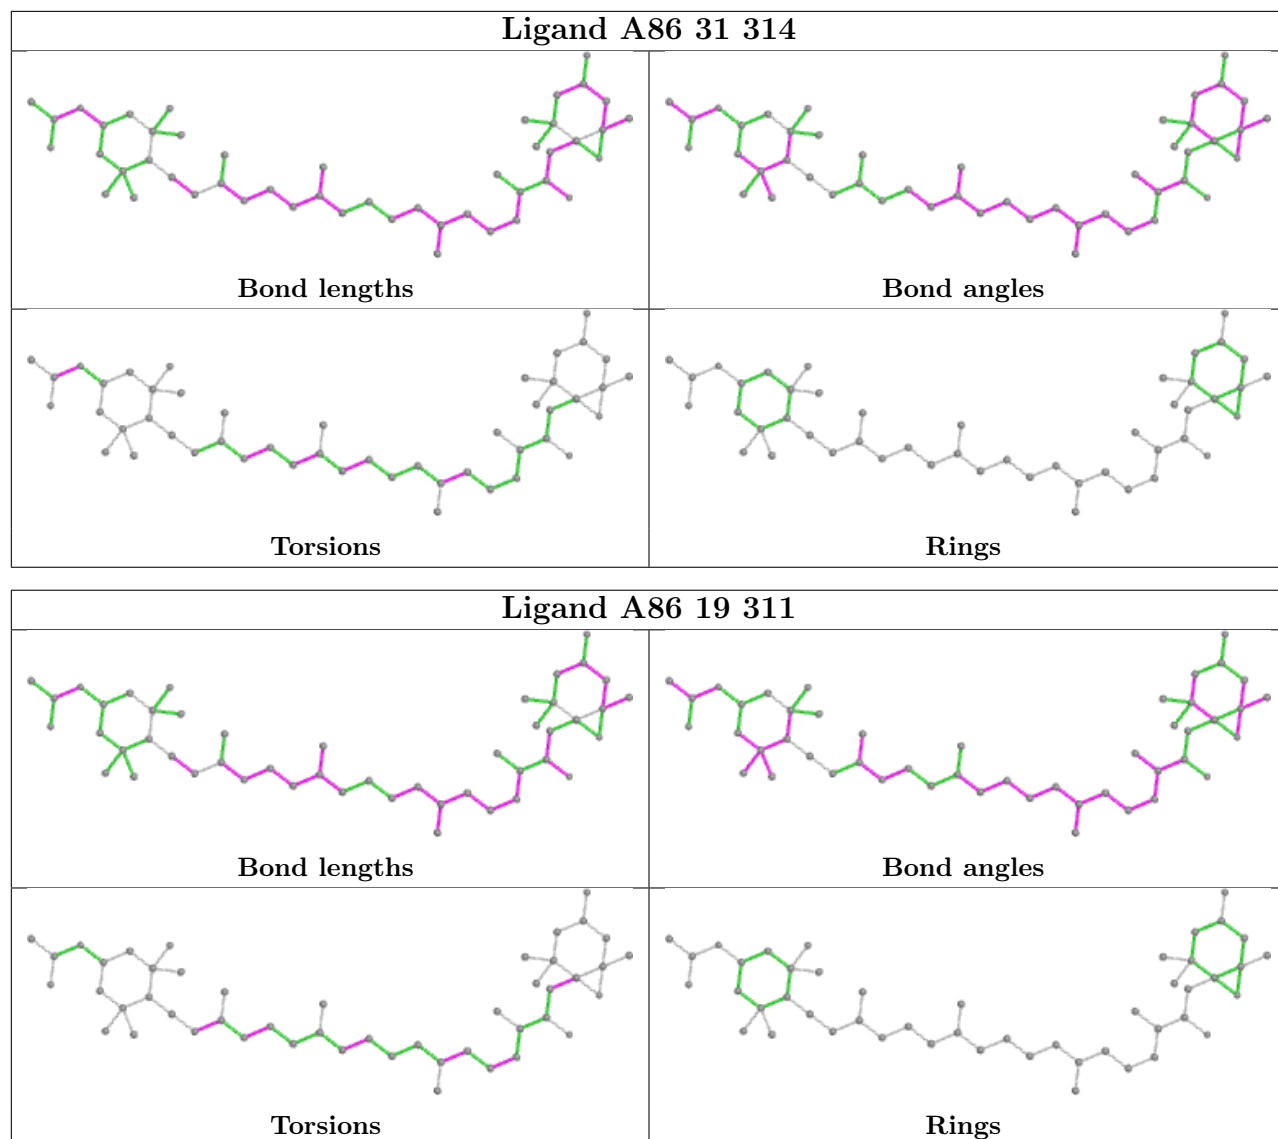 Ligand A86 31 314
Bond lengths
Bond angles
Torsions
Rings
Ligand A86 19 311
Bond lengths
Bond angles
Torsions
Rings